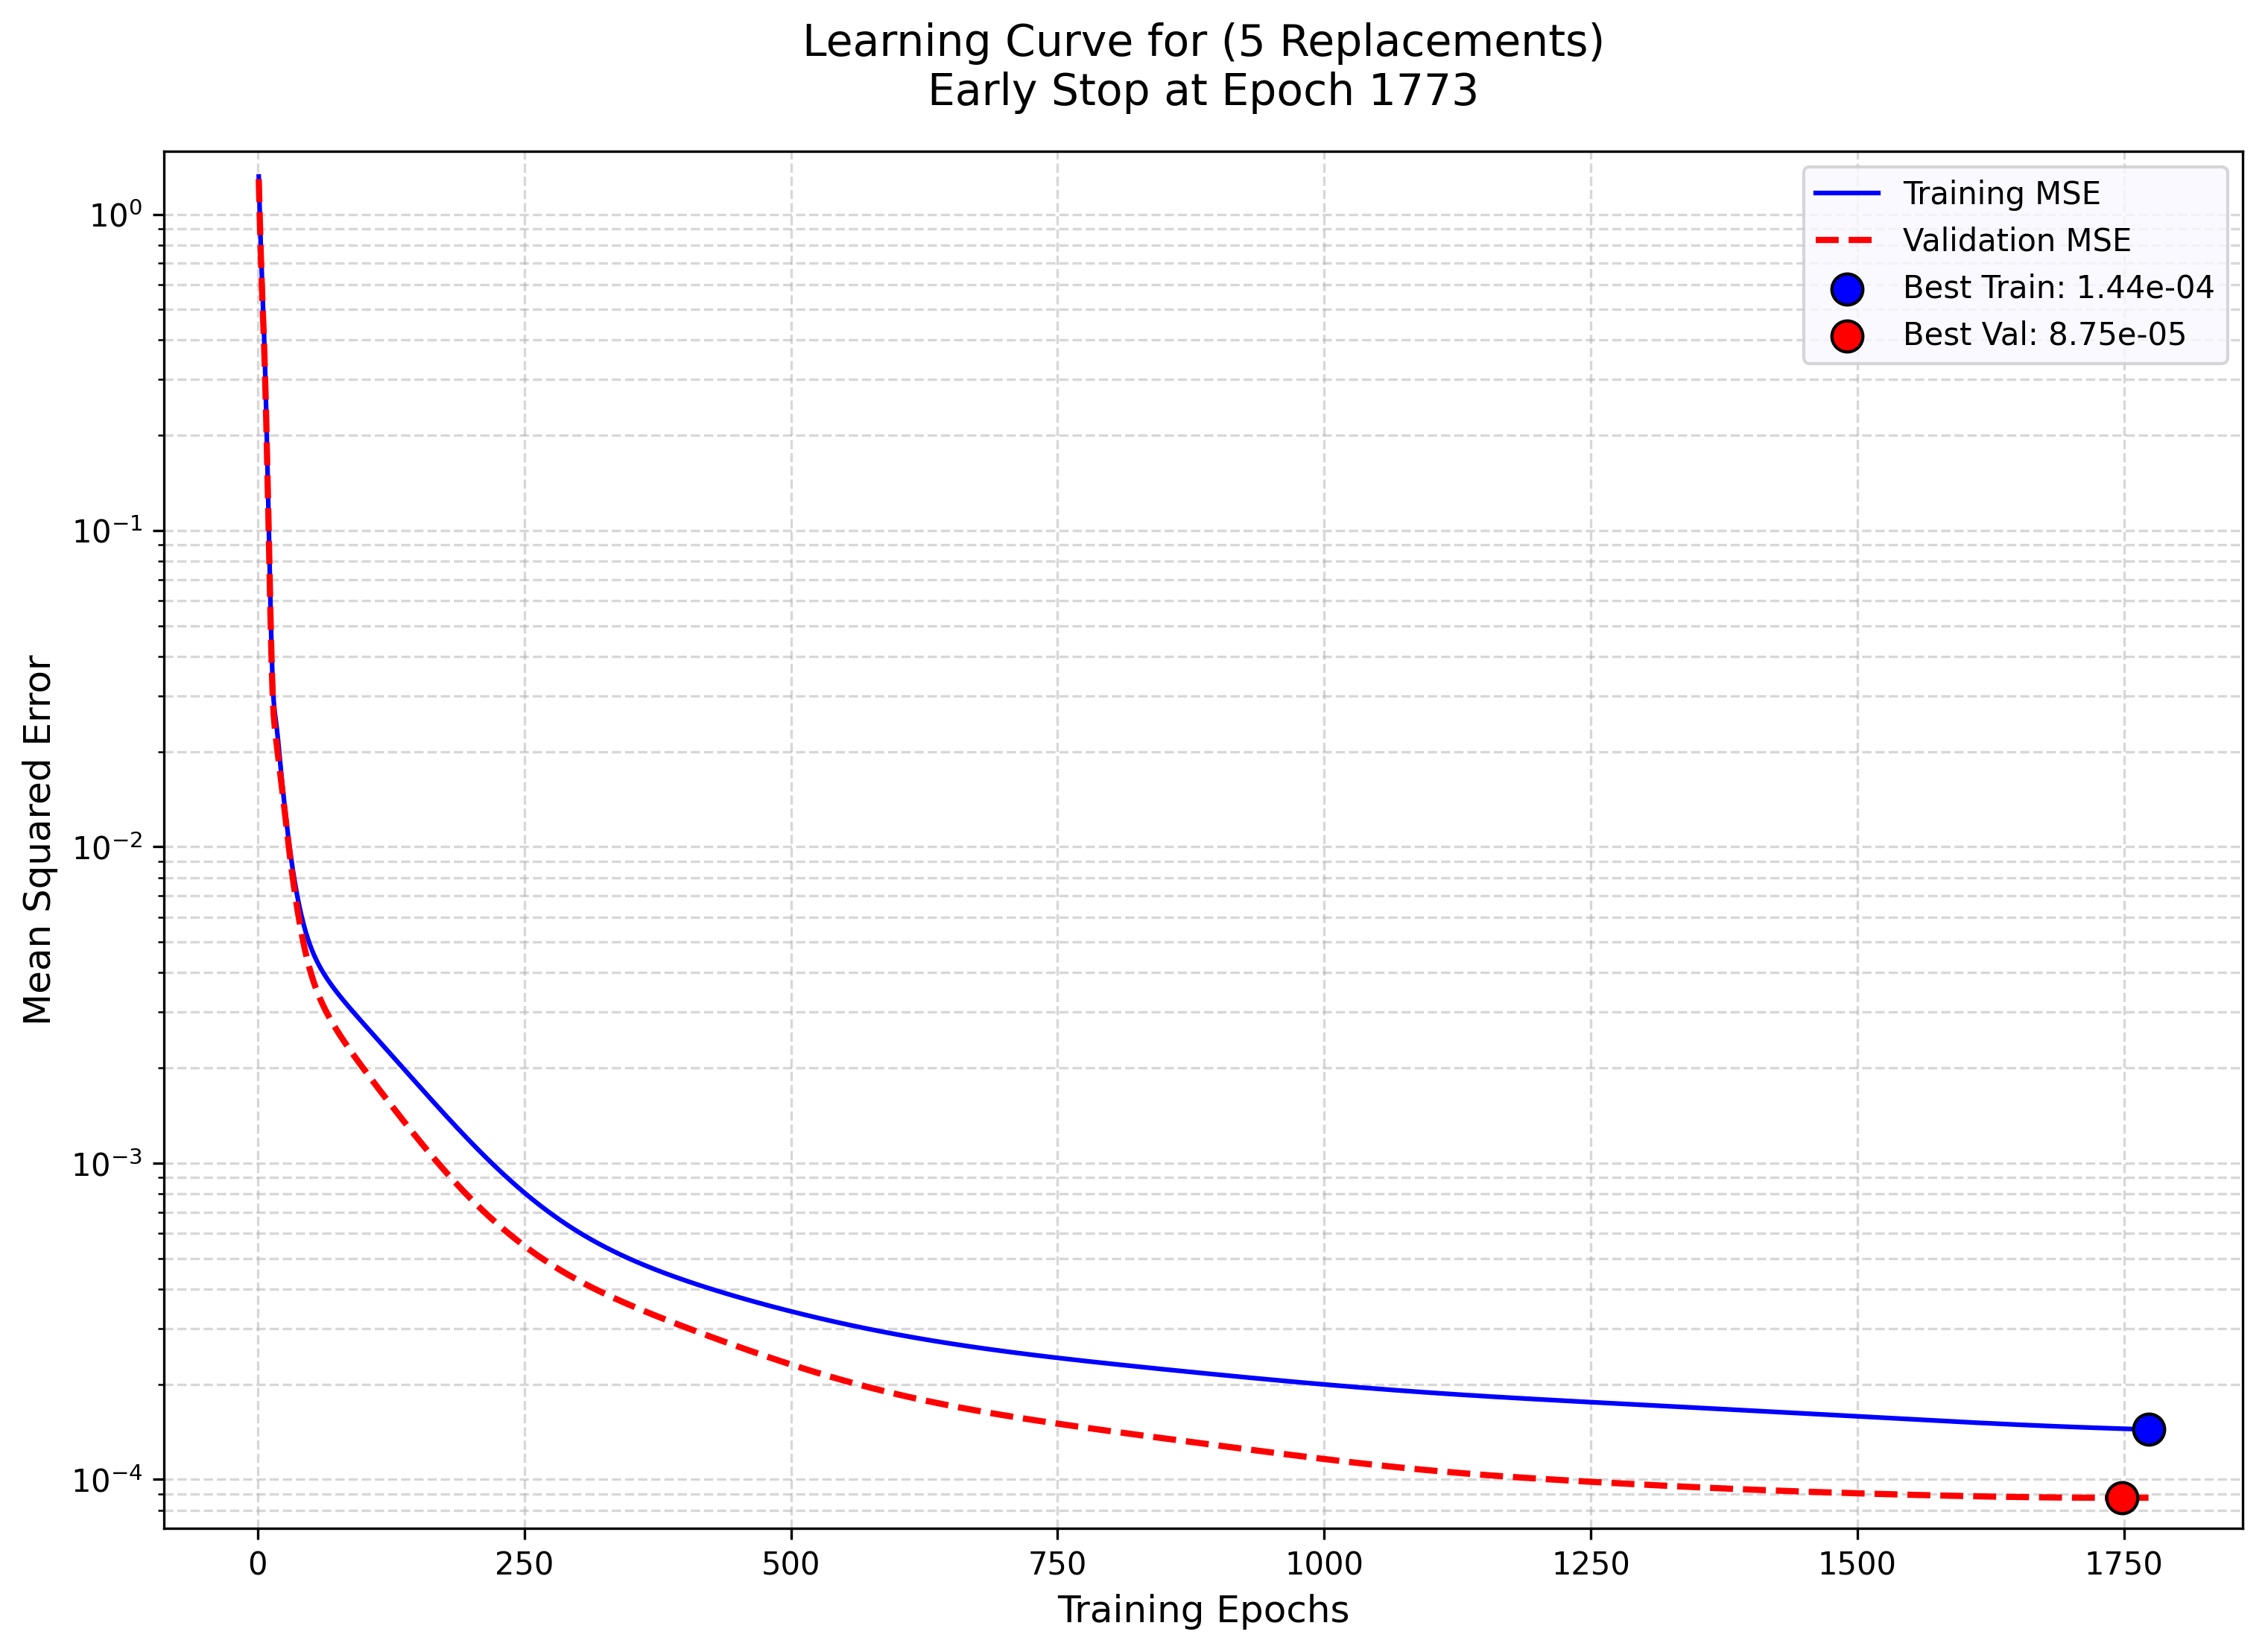 Learning Curve for (5 Replacements)
Early Stop at Epoch 1773
Training MSE
Validation MSE
Best Train: 1.44e-04
Best Val: 8.75e-05
Mean Squared Error
10⁰
10⁻¹
10⁻²
10⁻³
10⁻⁴
0 250 500 750 1000 1250 1500 1750
Training Epochs